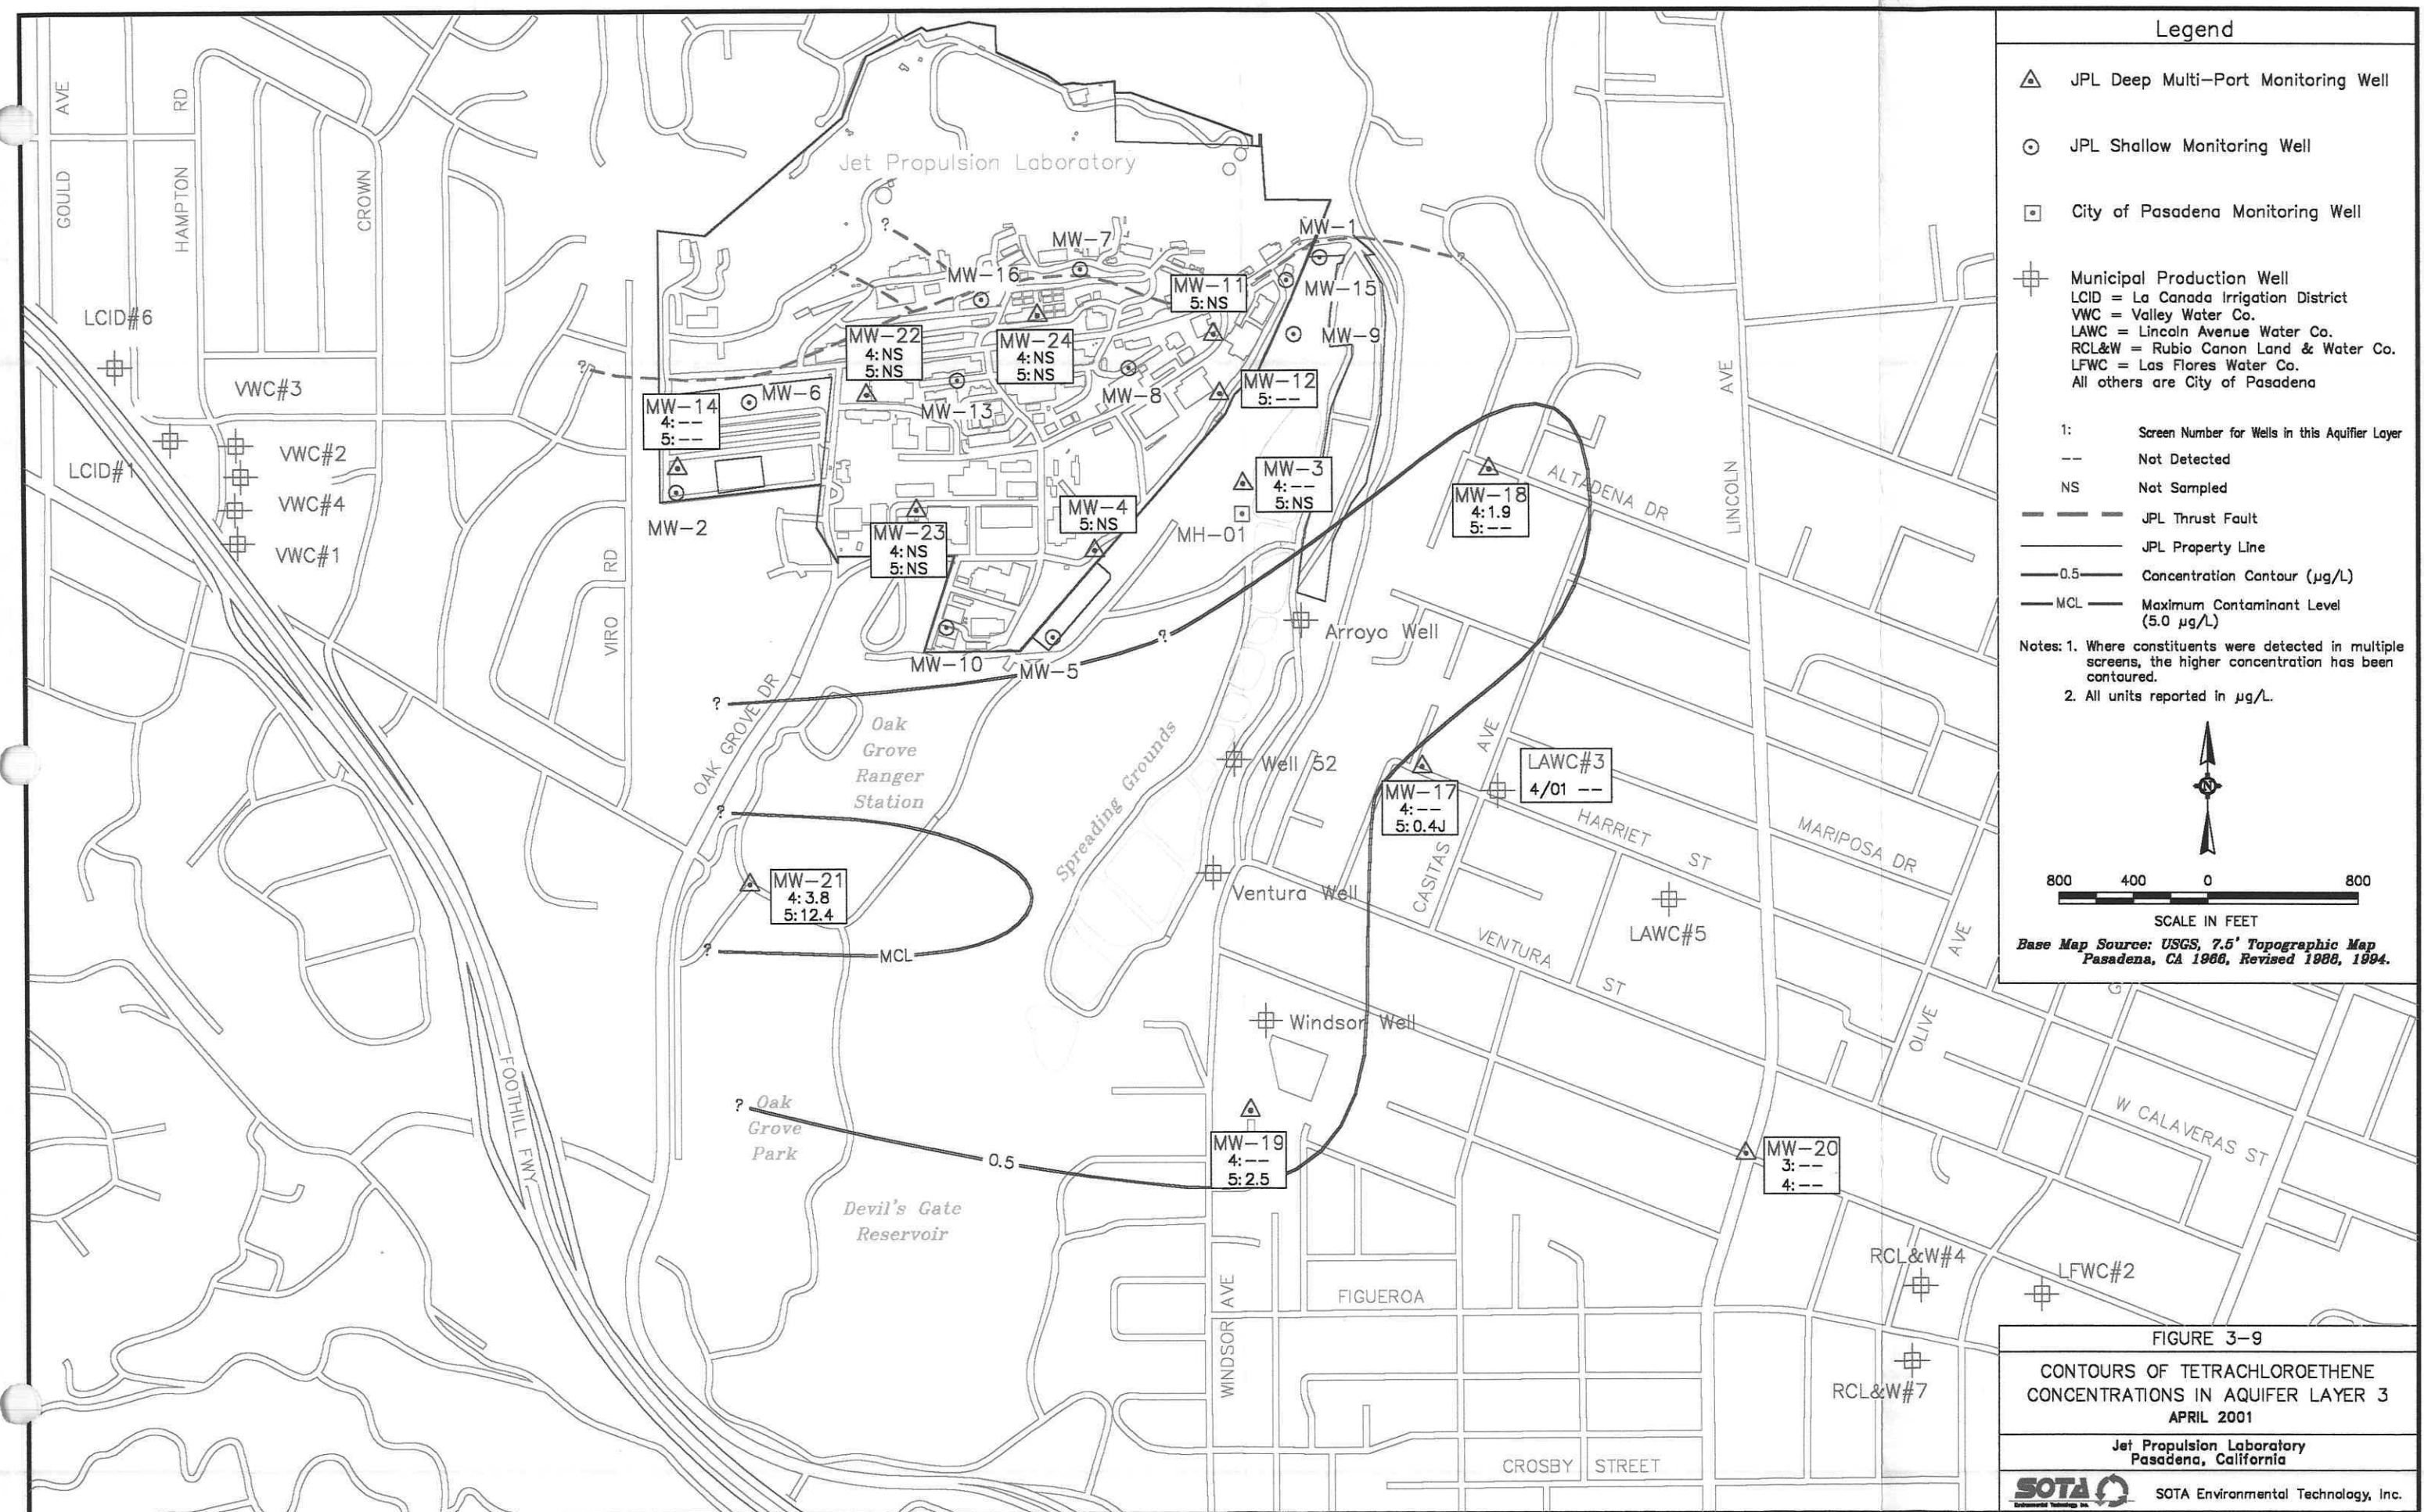 Legend
JPL Deep Multi-Port Monitoring Well
JPL Shallow Monitoring Well
City of Pasadena Monitoring Well
Municipal Production Well
LCID = La Canada Irrigation District
VWC = Valley Water Co.
LAWC = Lincoln Avenue Water Co.
RCL&W = Rubio Canon Land & Water Co.
LFWC = Las Flores Water Co.
All others are City of Pasadena
1: Screen Number for Wells in this Aquifier Layer
-- Not Detected
NS Not Sampled
JPL Thrust Fault
JPL Property Line
0.5 Concentration Contour (µg/L)
MCL Maximum Contaminant Level
(5.0 µg/L)
Notes: 1. Where constituents were detected in multiple
screens, the higher concentration has been
contoured.
2. All units reported in µg/L.
N
800 400 0 800
SCALE IN FEET
Base Map Source: USGS, 7.5' Topographic Map
Pasadena, CA 1966, Revised 1988, 1994.
FIGURE 3-9
CONTOURS OF TETRACHLOROETHENE
CONCENTRATIONS IN AQUIFER LAYER 3
APRIL 2001
Jet Propulsion Laboratory
Pasadena, California
SOTA
SOTA Environmental Technology, Inc.
GOULD AVE
HAMPTON RD
CROWN
Jet Propulsion Laboratory
MW-1
MW-7
?
?
?
MW-16
MW-11
5: NS
MW-15
MW-9
LCID#6
MW-22
4: NS
5: NS
MW-24
4: NS
5: NS
?
VWC#3
MW-14
4: --
5: --
MW-6
MW-13
MW-8
MW-12
5: --
LINCOLN AVE
LCID#1
VWC#2
VWC#4
VWC#1
MW-2
MW-23
4: NS
5: NS
MW-4
5: NS
MW-3
4: --
5: NS
MH-01
MW-18
4: 1.9
5: --
ALTADENA DR
VIRO RD
MW-10
MW-5
?
Arroyo Well
?
OAK GROVE DR
Oak
Grove
Ranger
Station
Spreading Grounds
Well 52
MW-17
4: --
5: 0.4J
CASITAS AVE
LAWC#3
4/01 --
HARRIET ST
MARIPOSA DR
?
MW-21
4: 3.8
5: 12.4
?
MCL
Ventura Well
VENTURA ST
LAWC#5
OLIVE AVE
G
Windsor Well
FOOTHILL FWY
?
Oak
Grove
Park
0.5
MW-19
4: --
5: 2.5
MW-20
3: --
4: --
W CALAVERAS ST
Devil's Gate
Reservoir
RCL&W#4
LFWC#2
WINDSOR AVE
FIGUEROA
RCL&W#7
CROSBY STREET